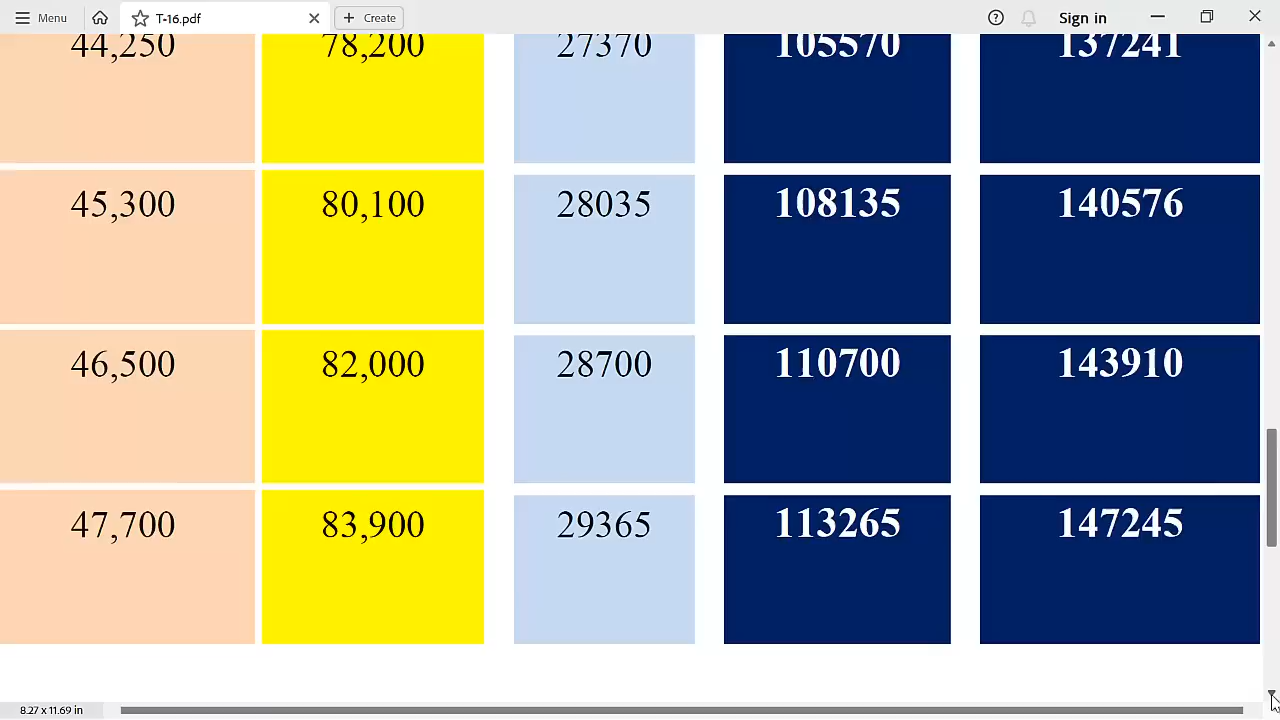 Menu T-16.pdf Create Sign in
44,250 78,200 27370 105570 137241
45,300 80,100 28035 108135 140576
46,500 82,000 28700 110700 143910
47,700 83,900 29365 113265 147245
8.27 x 11.69 in